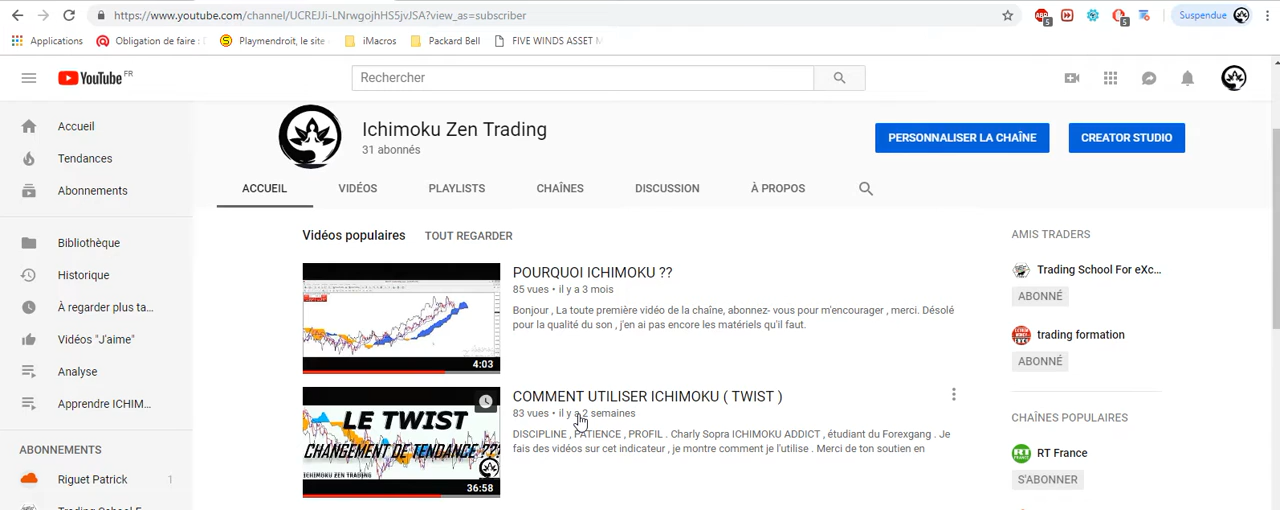 https://www.youtube.com/channel/UCREJJi-LNrwgojhHS5jvJSA?view_as=subscriber
5
5
Suspendue
Applications
Obligation de faire :
Playmendroit, le site
iMacros
Packard Bell
FIVE WINDS ASSET M
YouTube FR
Rechercher
Accueil
Tendances
Abonnements
Bibliothèque
Historique
À regarder plus ta...
Vidéos "J'aime"
Analyse
Apprendre ICHIM...
ABONNEMENTS
Riguet Patrick 1
Ichimoku Zen Trading
31 abonnés
PERSONNALISER LA CHAÎNE
CREATOR STUDIO
ACCUEIL
VIDÉOS
PLAYLISTS
CHAÎNES
DISCUSSION
À PROPOS
Vidéos populaires
TOUT REGARDER
4:03
POURQUOI ICHIMOKU ??
85 vues • il y a 3 mois
Bonjour , La toute première vidéo de la chaîne, abonnez- vous pour m'encourager , merci. Désolé
pour la qualité du son , j'en ai pas encore les matériels qu'il faut.
LE TWIST
CHANGEMENT DE TENDANCE ???
ICHIMOKU ZEN TRADING
36:58
COMMENT UTILISER ICHIMOKU ( TWIST )
83 vues • il y a 2 semaines
DISCIPLINE , PATIENCE , PROFIL . Charly Sopra ICHIMOKU ADDICT , étudiant du Forexgang . Je
fais des vidéos sur cet indicateur , je montre comment je l'utilise . Merci de ton soutien en
AMIS TRADERS
Trading School For eXc...
ABONNÉ
trading formation
ABONNÉ
CHAÎNES POPULAIRES
RT France
S'ABONNER